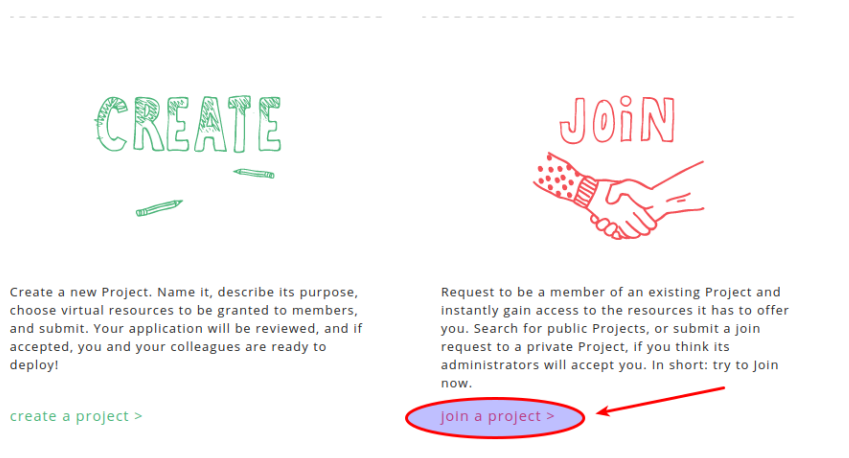 CREATE
Create a new Project. Name it, describe its purpose,
choose virtual resources to be granted to members,
and submit. Your application will be reviewed, and if
accepted, you and your colleagues are ready to
deploy!
create a project >
JOiN
Request to be a member of an existing Project and
instantly gain access to the resources it has to offer
you. Search for public Projects, or submit a join
request to a private Project, if you think its
administrators will accept you. In short: try to Join
now.
join a project >